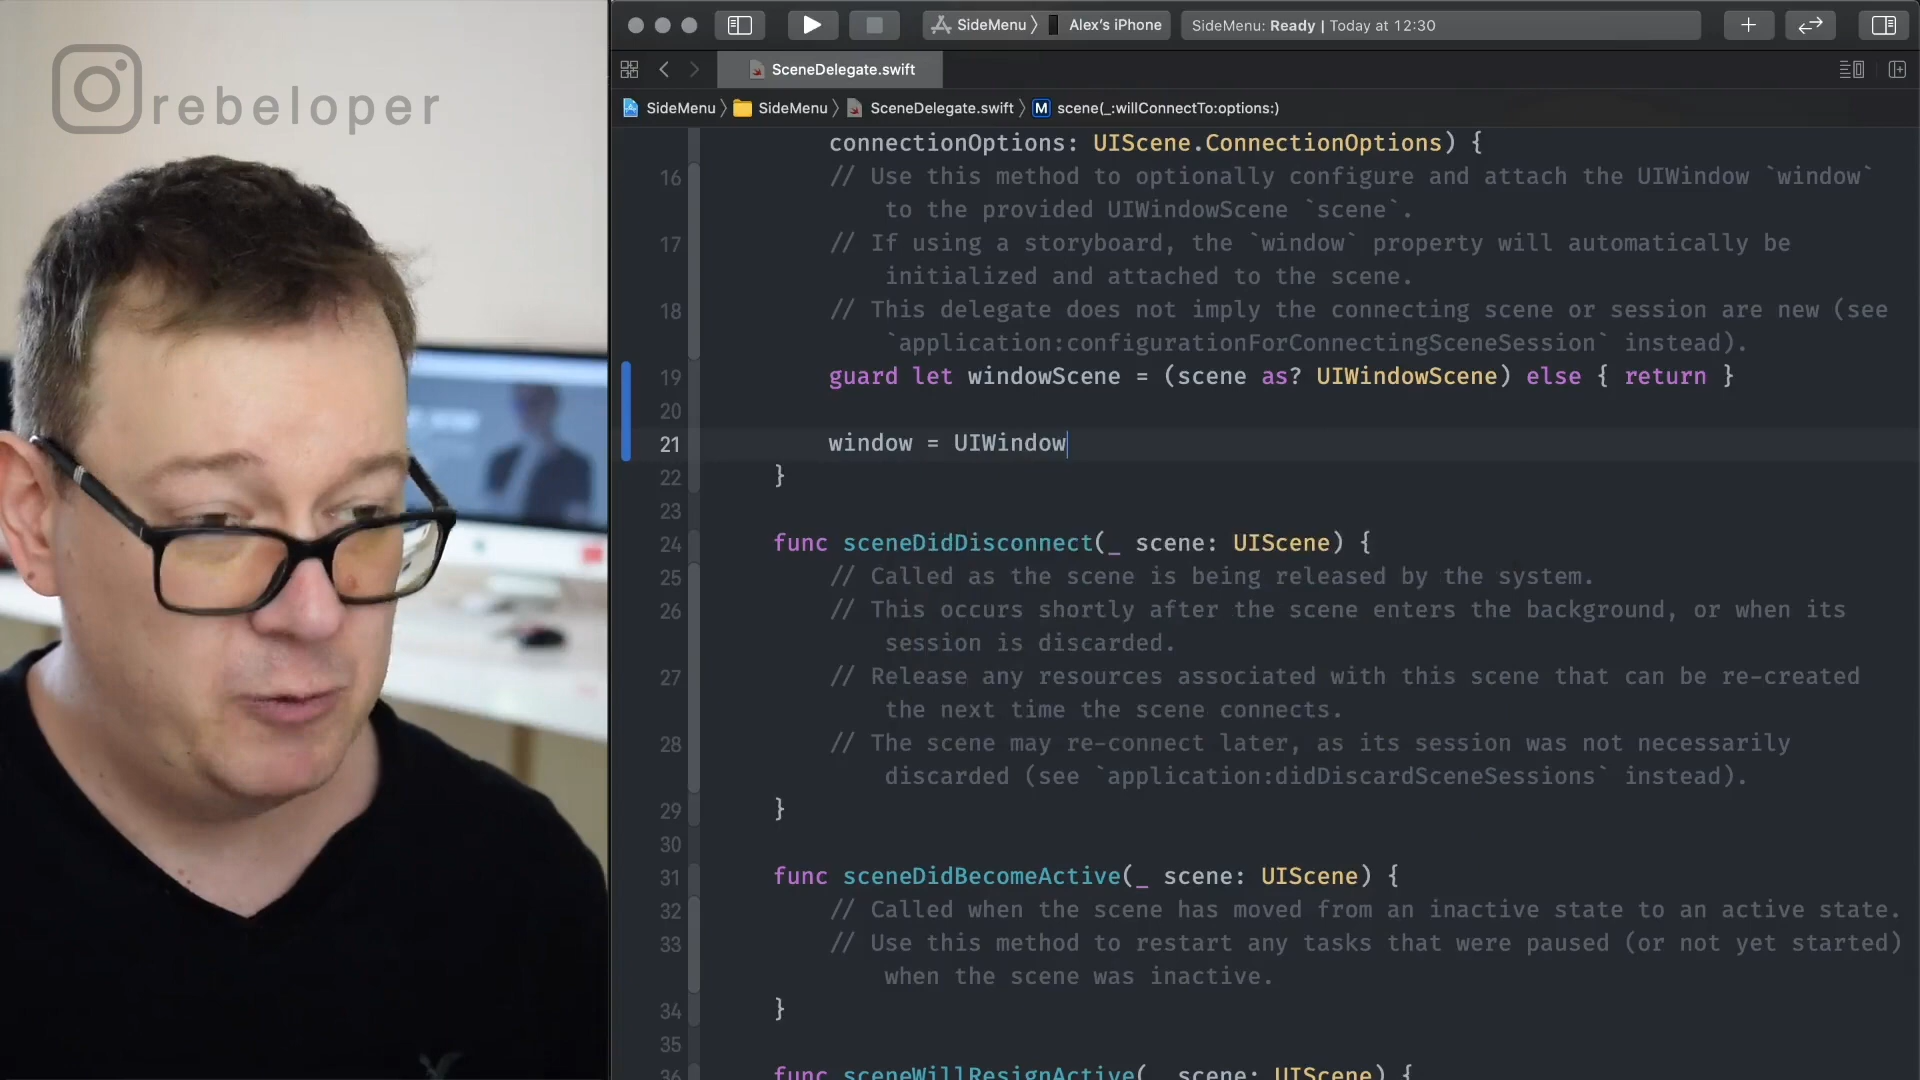 rebeloper
SideMenu 〉 Alex's iPhone
SideMenu: Ready | Today at 12:30
SceneDelegate.swift
SideMenu 〉 SideMenu 〉 SceneDelegate.swift 〉 M scene(_:willConnectTo:options:)
connectionOptions: UIScene.ConnectionOptions) {
16 // Use this method to optionally configure and attach the UIWindow `window`
to the provided UIWindowScene `scene`.
17 // If using a storyboard, the `window` property will automatically be
initialized and attached to the scene.
18 // This delegate does not imply the connecting scene or session are new (see
`application:configurationForConnectingSceneSession` instead).
19 guard let windowScene = (scene as? UIWindowScene) else { return }
20
21 window = UIWindow
22 }
23
24 func sceneDidDisconnect(_ scene: UIScene) {
25 // Called as the scene is being released by the system.
26 // This occurs shortly after the scene enters the background, or when its
session is discarded.
27 // Release any resources associated with this scene that can be re-created
the next time the scene connects.
28 // The scene may re-connect later, as its session was not necessarily
discarded (see `application:didDiscardSceneSessions` instead).
29 }
30
31 func sceneDidBecomeActive(_ scene: UIScene) {
32 // Called when the scene has moved from an inactive state to an active state.
33 // Use this method to restart any tasks that were paused (or not yet started)
when the scene was inactive.
34 }
35
36 func sceneWillResignActive(_ scene: UIScene) {